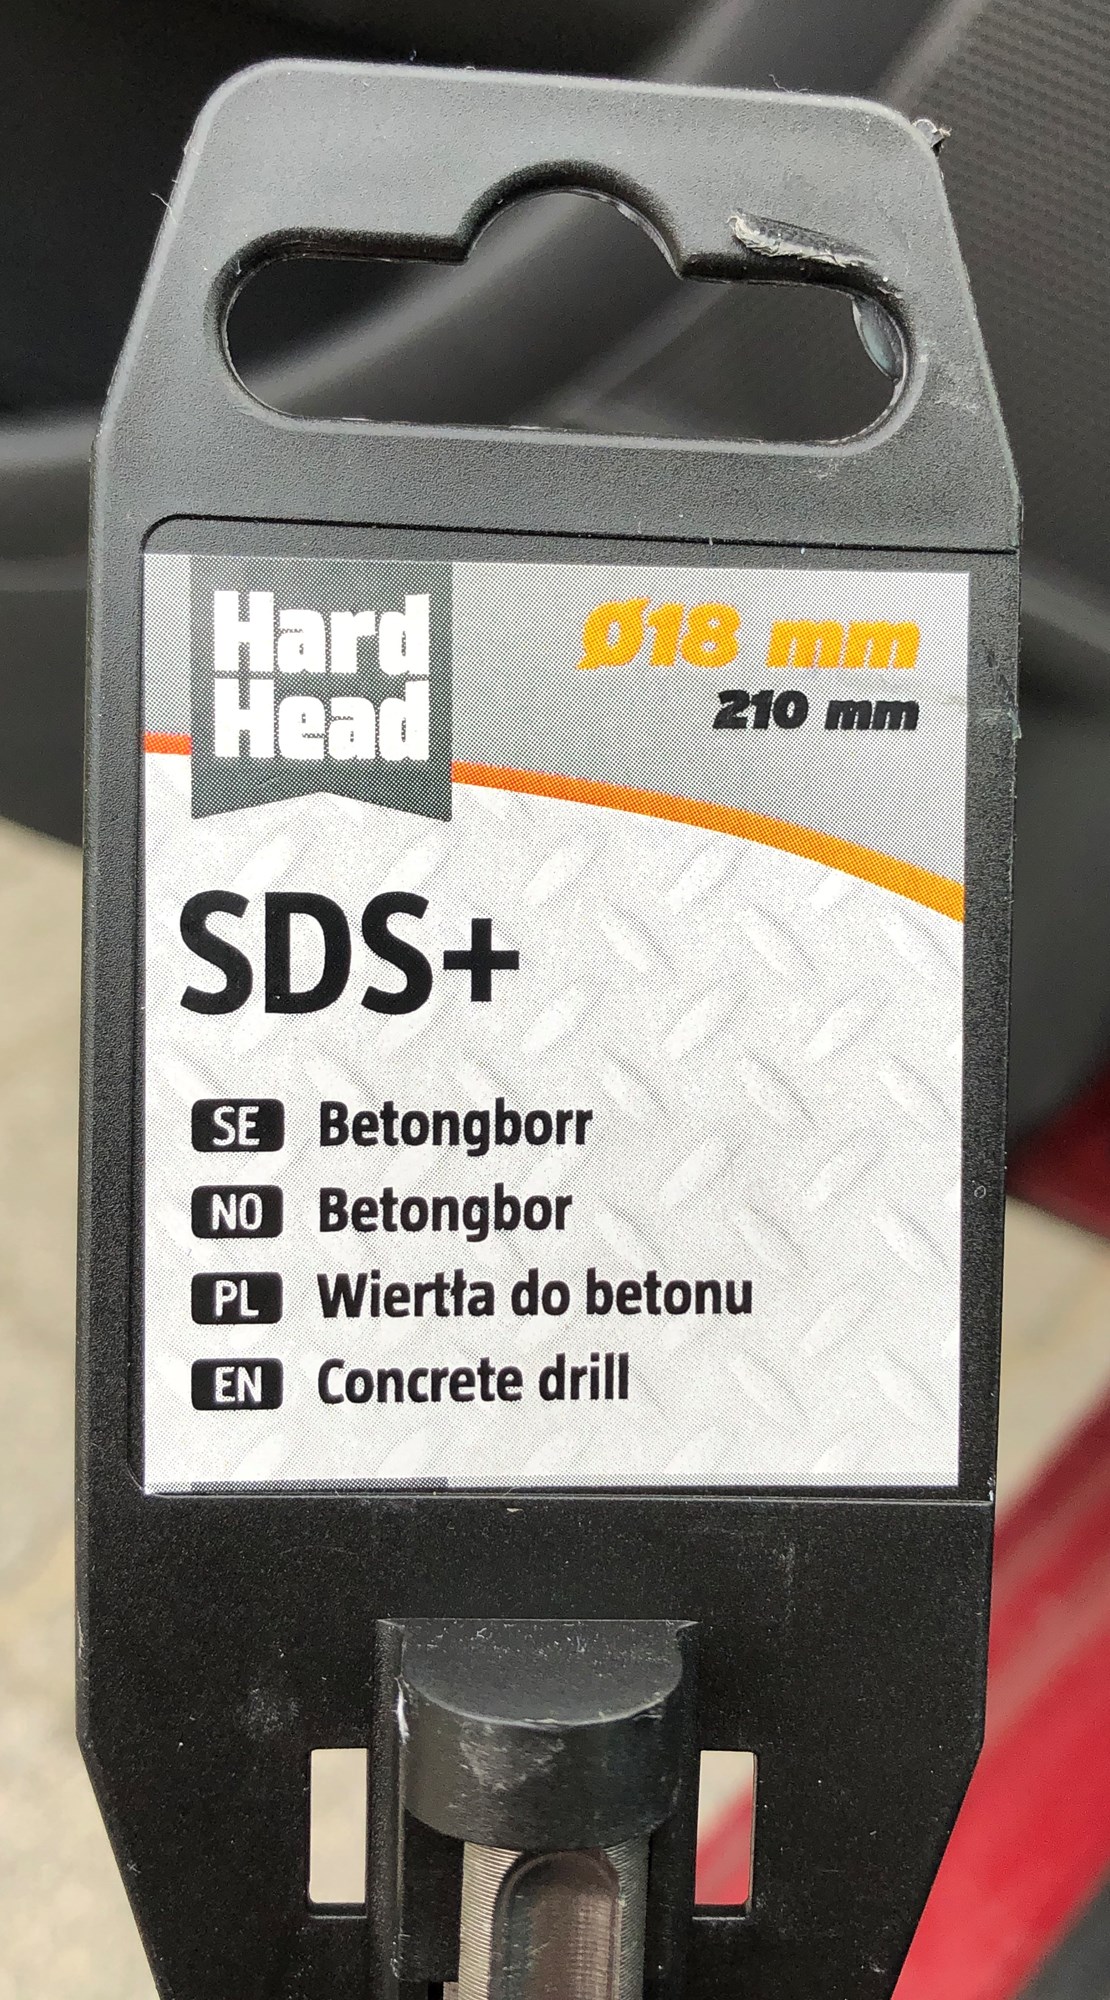 Hard
Head
Ø18 mm
210 mm
SDS+
SE Betongborr
NO Betongbor
PL Wiertła do betonu
EN Concrete drill